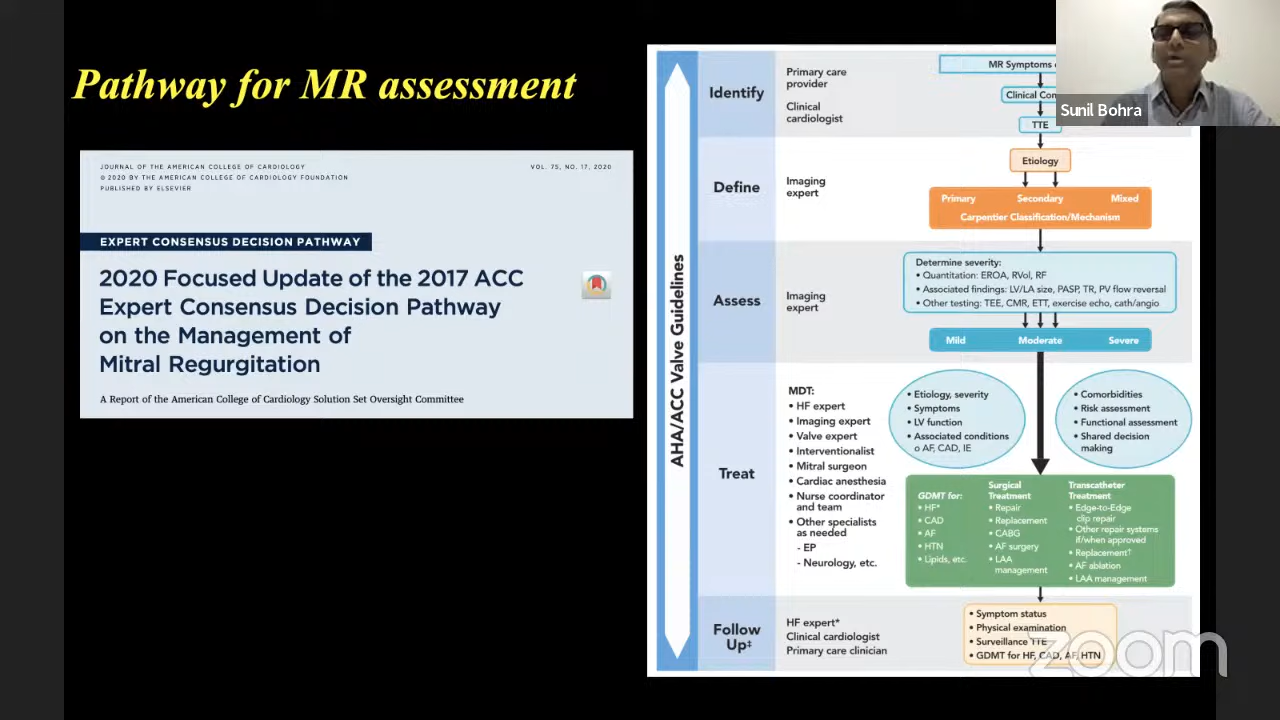 Pathway for MR assessment
JOURNAL OF THE AMERICAN COLLEGE OF CARDIOLOGY
VOL. 75, NO. 17, 2020
© 2020 BY THE AMERICAN COLLEGE OF CARDIOLOGY FOUNDATION
PUBLISHED BY ELSEVIER
EXPERT CONSENSUS DECISION PATHWAY
2020 Focused Update of the 2017 ACC
Expert Consensus Decision Pathway
on the Management of
Mitral Regurgitation
A Report of the American College of Cardiology Solution Set Oversight Committee
AHA/ACC Valve Guidelines
Identify
Primary care
provider
Clinical
cardiologist
MR Symptoms
Clinical
TTE
Sunil Bohra
Define
Imaging
expert
Etiology
Primary Secondary Mixed
Carpentier Classification/Mechanism
Assess
Imaging
expert
Determine severity:
• Quantitation: EROA, RVol, RF
• Associated findings: LV/LA size, PASP, TR, PV flow reversal
• Other testing: TEE, CMR, ETT, exercise echo, cath/angio
Mild Moderate Severe
Treat
MDT:
• HF expert
• Imaging expert
• Valve expert
• Interventionalist
• Mitral surgeon
• Cardiac anesthesia
• Nurse coordinator
and team
• Other specialists
as needed
- EP
- Neurology, etc.
• Etiology, severity
• Symptoms
• LV function
• Associated conditions
o AF, CAD, IE
• Comorbidities
• Risk assessment
• Functional assessment
• Shared decision
making
GDMT for:
• HF*
• CAD
• AF
• HTN
• Lipids, etc.
Surgical
Treatment
• Repair
• Replacement
• CABG
• AF surgery
• LAA
management
Transcatheter
Treatment
• Edge-to-Edge
clip repair
• Other repair systems
if/when approved
• Replacement†
• AF ablation
• LAA management
Follow
Up‡
HF expert*
Clinical cardiologist
Primary care clinician
• Symptom status
• Physical examination
• Surveillance TTE
• GDMT for HF, CAD, AF, HTN
zoom